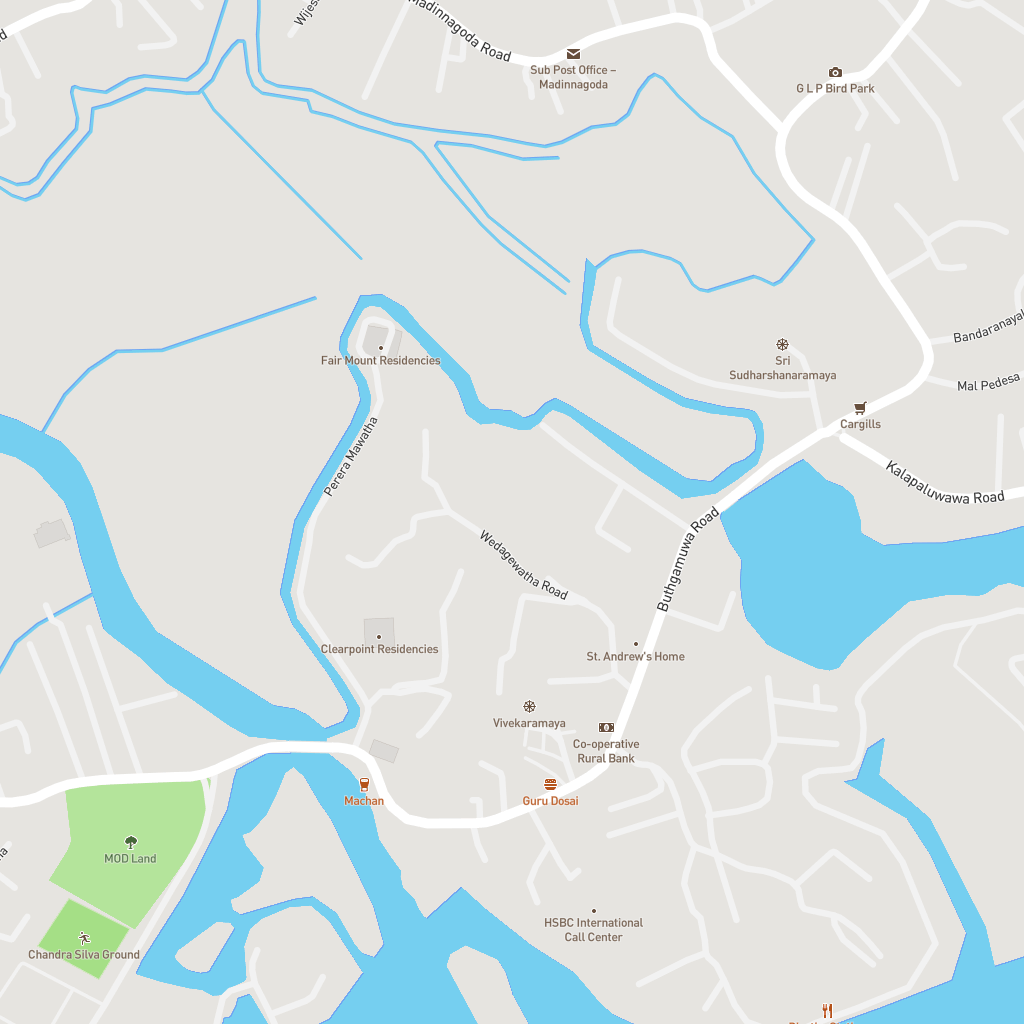 Madinnagoda Road
Sub Post Office –
Madinnagoda
G L P Bird Park
Fair Mount Residencies
Sri
Sudharshanaramaya
Mal Pedesa
Cargills
Perera Mawatha
Kalapaluwawa Road
Buthgamuwa Road
Wedagewatha Road
Clearpoint Residencies
St. Andrew's Home
Vivekaramaya
Co-operative
Rural Bank
Machan
Guru Dosai
MOD Land
HSBC International
Call Center
Chandra Silva Ground